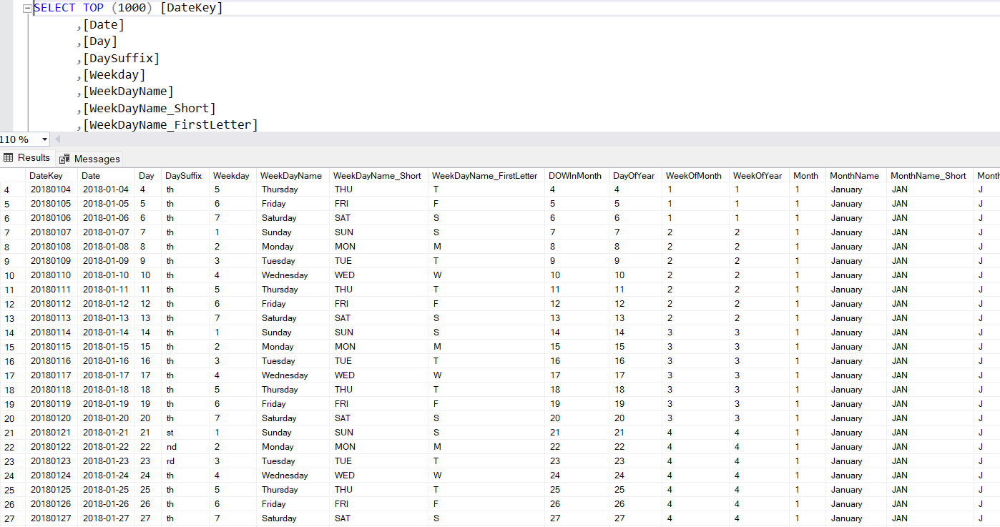 SELECT TOP (1000) [DateKey]
,[Date]
,[Day]
,[DaySuffix]
,[Weekday]
,[WeekDayName]
,[WeekDayName_Short]
,[WeekDayName_FirstLetter]
110 %
Results Messages
DateKey Date Day DaySuffix Weekday WeekDayName WeekDayName_Short WeekDayName_FirstLetter DOWInMonth DayOfYear WeekOfMonth WeekOfYear Month MonthName MonthName_Short Month
4 20180104 2018-01-04 4 th 5 Thursday THU T 4 4 1 1 1 January JAN J
5 20180105 2018-01-05 5 th 6 Friday FRI F 5 5 1 1 1 January JAN J
6 20180106 2018-01-06 6 th 7 Saturday SAT S 6 6 1 1 1 January JAN J
7 20180107 2018-01-07 7 th 1 Sunday SUN S 7 7 2 2 1 January JAN J
8 20180108 2018-01-08 8 th 2 Monday MON M 8 8 2 2 1 January JAN J
9 20180109 2018-01-09 9 th 3 Tuesday TUE T 9 9 2 2 1 January JAN J
10 20180110 2018-01-10 10 th 4 Wednesday WED W 10 10 2 2 1 January JAN J
11 20180111 2018-01-11 11 th 5 Thursday THU T 11 11 2 2 1 January JAN J
12 20180112 2018-01-12 12 th 6 Friday FRI F 12 12 2 2 1 January JAN J
13 20180113 2018-01-13 13 th 7 Saturday SAT S 13 13 2 2 1 January JAN J
14 20180114 2018-01-14 14 th 1 Sunday SUN S 14 14 3 3 1 January JAN J
15 20180115 2018-01-15 15 th 2 Monday MON M 15 15 3 3 1 January JAN J
16 20180116 2018-01-16 16 th 3 Tuesday TUE T 16 16 3 3 1 January JAN J
17 20180117 2018-01-17 17 th 4 Wednesday WED W 17 17 3 3 1 January JAN J
18 20180118 2018-01-18 18 th 5 Thursday THU T 18 18 3 3 1 January JAN J
19 20180119 2018-01-19 19 th 6 Friday FRI F 19 19 3 3 1 January JAN J
20 20180120 2018-01-20 20 th 7 Saturday SAT S 20 20 3 3 1 January JAN J
21 20180121 2018-01-21 21 st 1 Sunday SUN S 21 21 4 4 1 January JAN J
22 20180122 2018-01-22 22 nd 2 Monday MON M 22 22 4 4 1 January JAN J
23 20180123 2018-01-23 23 rd 3 Tuesday TUE T 23 23 4 4 1 January JAN J
24 20180124 2018-01-24 24 th 4 Wednesday WED W 24 24 4 4 1 January JAN J
25 20180125 2018-01-25 25 th 5 Thursday THU T 25 25 4 4 1 January JAN J
26 20180126 2018-01-26 26 th 6 Friday FRI F 26 26 4 4 1 January JAN J
27 20180127 2018-01-27 27 th 7 Saturday SAT S 27 27 4 4 1 January JAN J